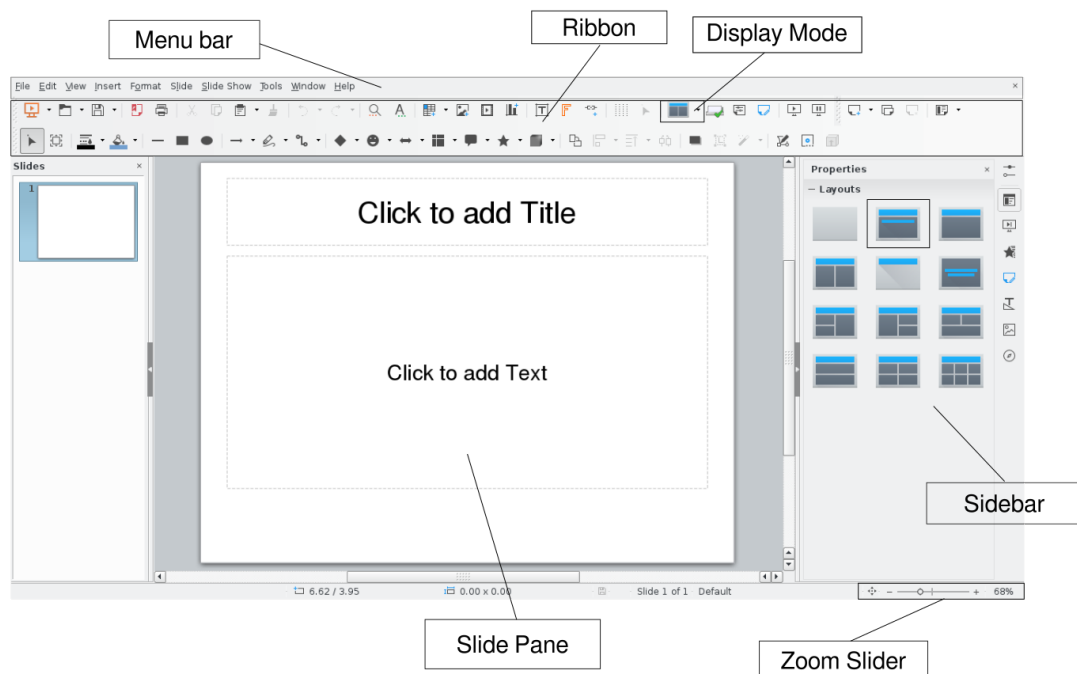 Ribbon
Display Mode
Menu bar
File Edit View Insert Format Slide Slide Show Tools Window Help
Slides
1
Click to add Title
Click to add Text
Properties
Layouts
Sidebar
6.62 / 3.95 0.00 x 0.00 Slide 1 of 1 Default 68%
Slide Pane
Zoom Slider